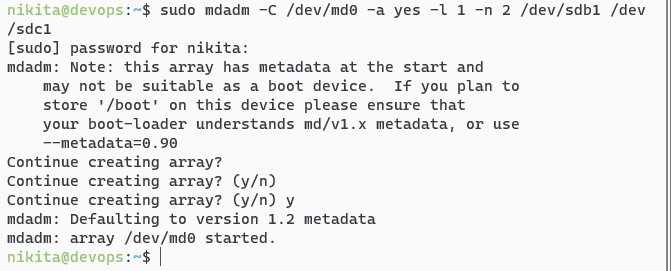 nikita@devops:~$ sudo mdadm -C /dev/md0 -a yes -l 1 -n 2 /dev/sdb1 /dev
/sdc1
[sudo] password for nikita:
mdadm: Note: this array has metadata at the start and
    may not be suitable as a boot device.  If you plan to
    store '/boot' on this device please ensure that
    your boot-loader understands md/v1.x metadata, or use
    --metadata=0.90
Continue creating array?
Continue creating array? (y/n)
Continue creating array? (y/n) y
mdadm: Defaulting to version 1.2 metadata
mdadm: array /dev/md0 started.
nikita@devops:~$